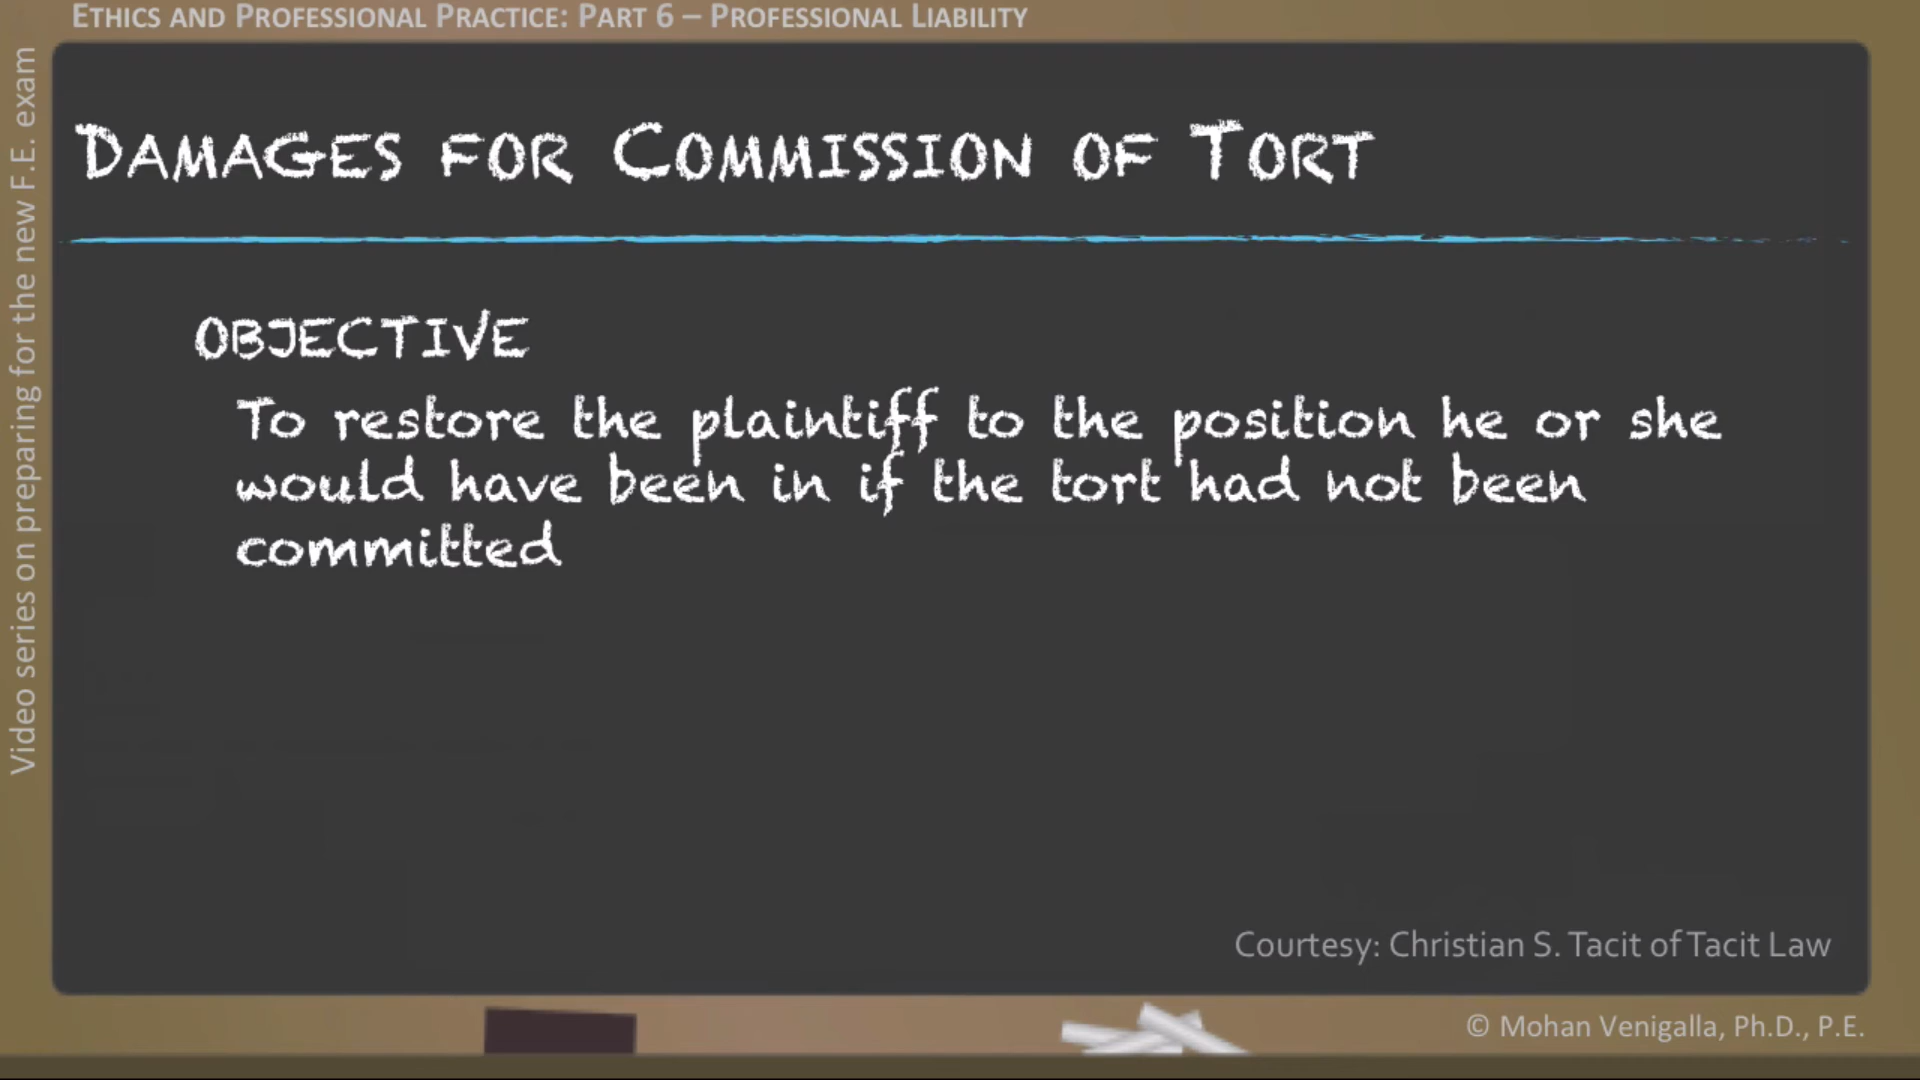 Ethics and Professional Practice: Part 6 – Professional Liability
Video series on preparing for the new F.E. exam
Damages for Commission of Tort
OBJECTIVE
To restore the plaintiff to the position he or she
would have been in if the tort had not been
committed
Courtesy: Christian S. Tacit of Tacit Law
© Mohan Venigalla, Ph.D., P.E.